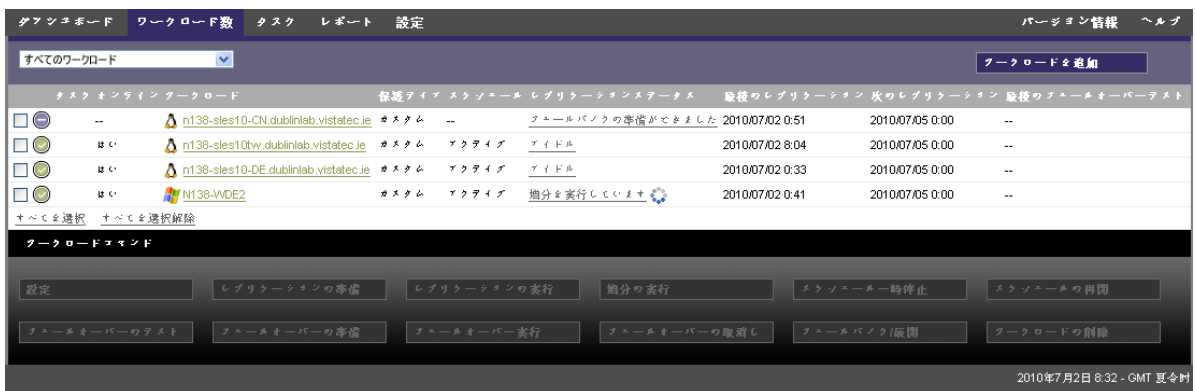 ダッシュボード ワークロード数 タスク レポート 設定 バージョン情報 ヘルプ
すべてのワークロード ワークロードを追加
タスク オンライン ワークロード 保護タイプ スケジュール レプリケーションステータス 最後のレプリケーション 次のレプリケーション 最後のフェールオーバーテスト
-- n138-sles10-CN.dublinlab.vistatec.ie カスタム -- フェールバックの準備ができました 2010/07/02 0:51 2010/07/05 0:00 --
はい n138-sles10tw.dublinlab.vistatec.ie カスタム アクティブ アイドル 2010/07/02 8:04 2010/07/05 0:00 --
はい n138-sles10-DE.dublinlab.vistatec.ie カスタム アクティブ アイドル 2010/07/02 0:33 2010/07/05 0:00 --
はい N138-WDE2 カスタム アクティブ 増分を実行しています 2010/07/02 0:41 2010/07/05 0:00 --
すべてを選択 すべてを選択解除
ワークロードコマンド
設定 レプリケーションの準備 レプリケーションの実行 増分の実行 スケジュール一時停止 スケジュールの再開
フェールオーバーのテスト フェールオーバーの準備 フェールオーバー実行 フェールオーバーの取消し フェールバック/展開 ワークロードの削除
2010年7月2日 8:32 - GMT 夏令时